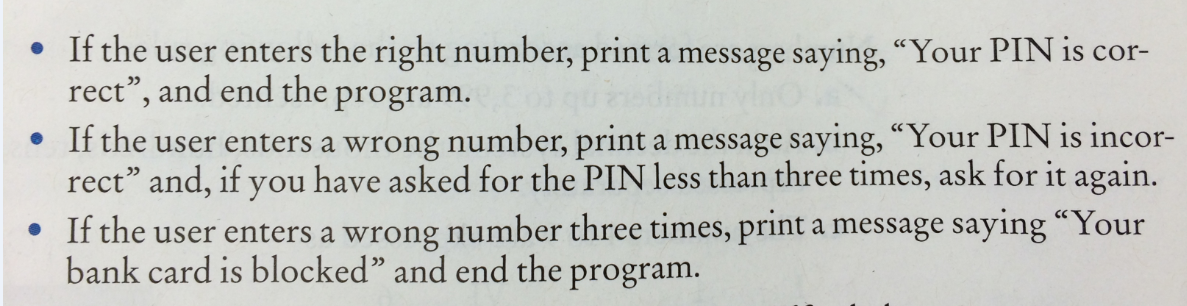 • If the user enters the right number, print a message saying, “Your PIN is cor-
rect”, and end the program.
• If the user enters a wrong number, print a message saying, “Your PIN is incor-
rect” and, if you have asked for the PIN less than three times, ask for it again.
• If the user enters a wrong number three times, print a message saying “Your
bank card is blocked” and end the program.